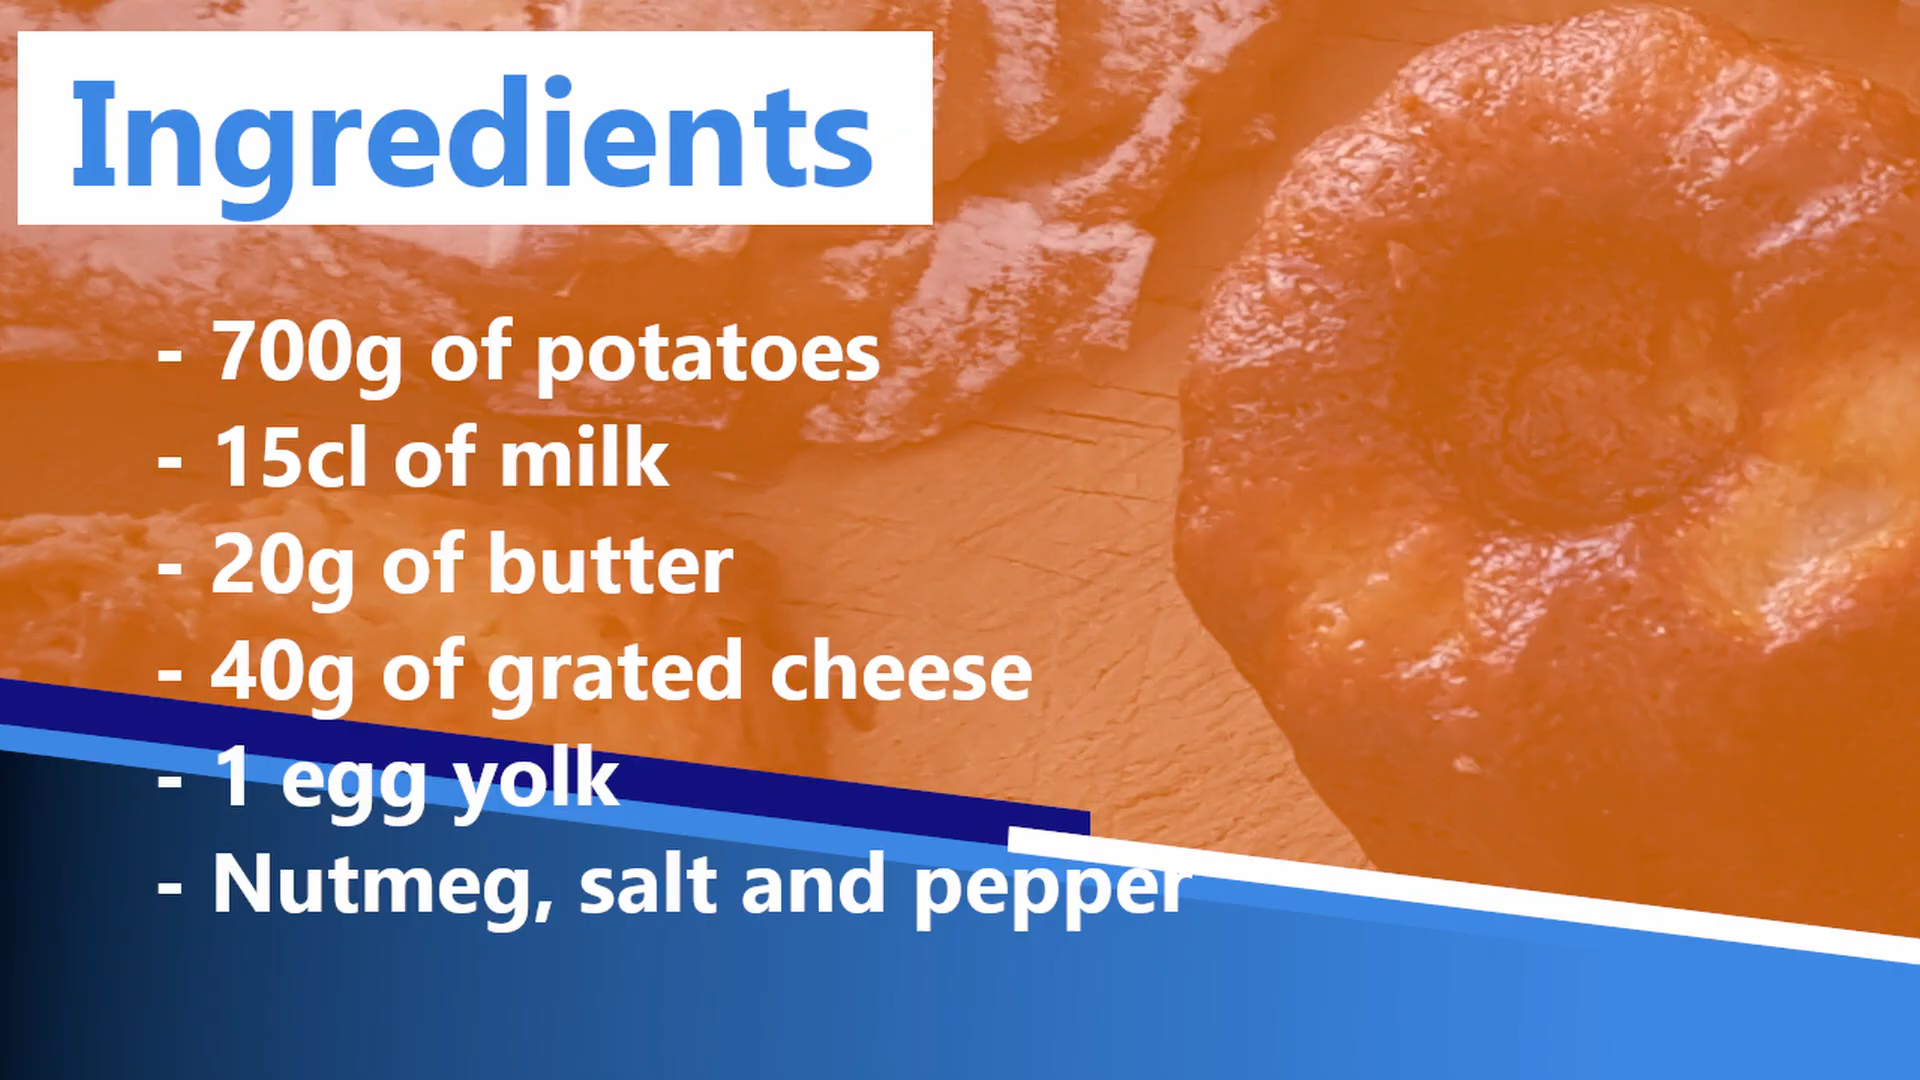 Ingredients
- 700g of potatoes
- 15cl of milk
- 20g of butter
- 40g of grated cheese
- 1 egg yolk
- Nutmeg, salt and pepper